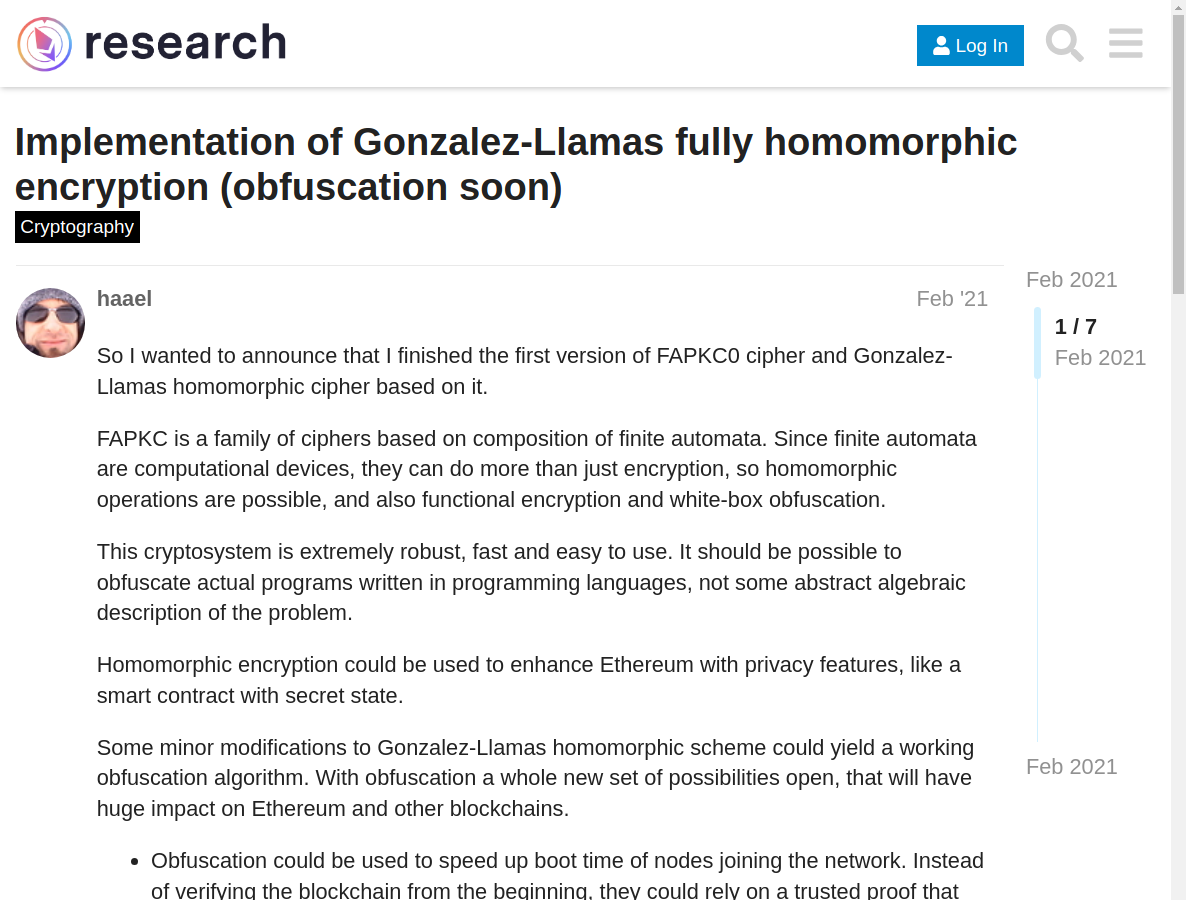 research
Log In
Implementation of Gonzalez-Llamas fully homomorphic
encryption (obfuscation soon)
Cryptography
haael
Feb '21
So I wanted to announce that I finished the first version of FAPKC0 cipher and Gonzalez-
Llamas homomorphic cipher based on it.
FAPKC is a family of ciphers based on composition of finite automata. Since finite automata
are computational devices, they can do more than just encryption, so homomorphic
operations are possible, and also functional encryption and white-box obfuscation.
This cryptosystem is extremely robust, fast and easy to use. It should be possible to
obfuscate actual programs written in programming languages, not some abstract algebraic
description of the problem.
Homomorphic encryption could be used to enhance Ethereum with privacy features, like a
smart contract with secret state.
Some minor modifications to Gonzalez-Llamas homomorphic scheme could yield a working
obfuscation algorithm. With obfuscation a whole new set of possibilities open, that will have
huge impact on Ethereum and other blockchains.
• Obfuscation could be used to speed up boot time of nodes joining the network. Instead
of verifying the blockchain from the beginning, they could rely on a trusted proof that
Feb 2021
1 / 7
Feb 2021
Feb 2021